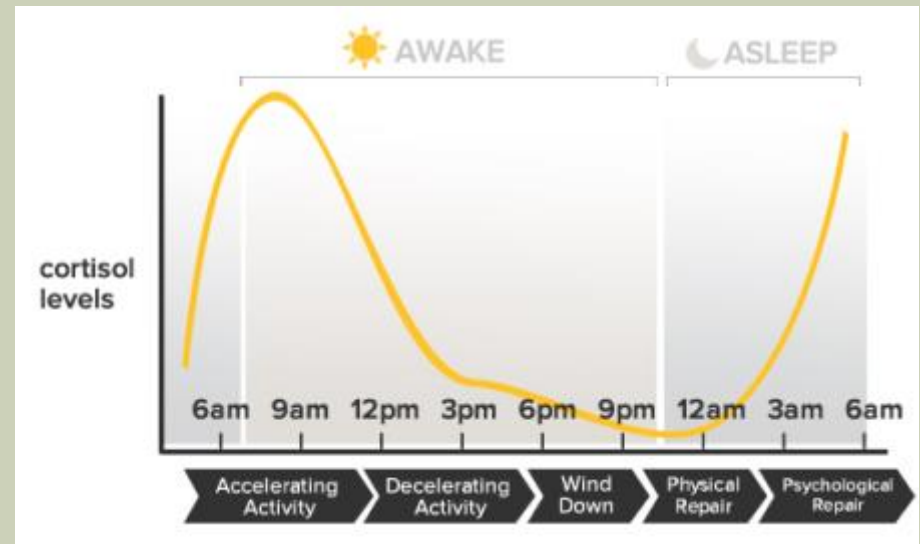 AWAKE
ASLEEP
cortisol
levels
6am 9am 12pm 3pm 6pm 9pm 12am 3am 6am
Accelerating
Activity
Decelerating
Activity
Wind
Down
Physical
Repair
Psychological
Repair